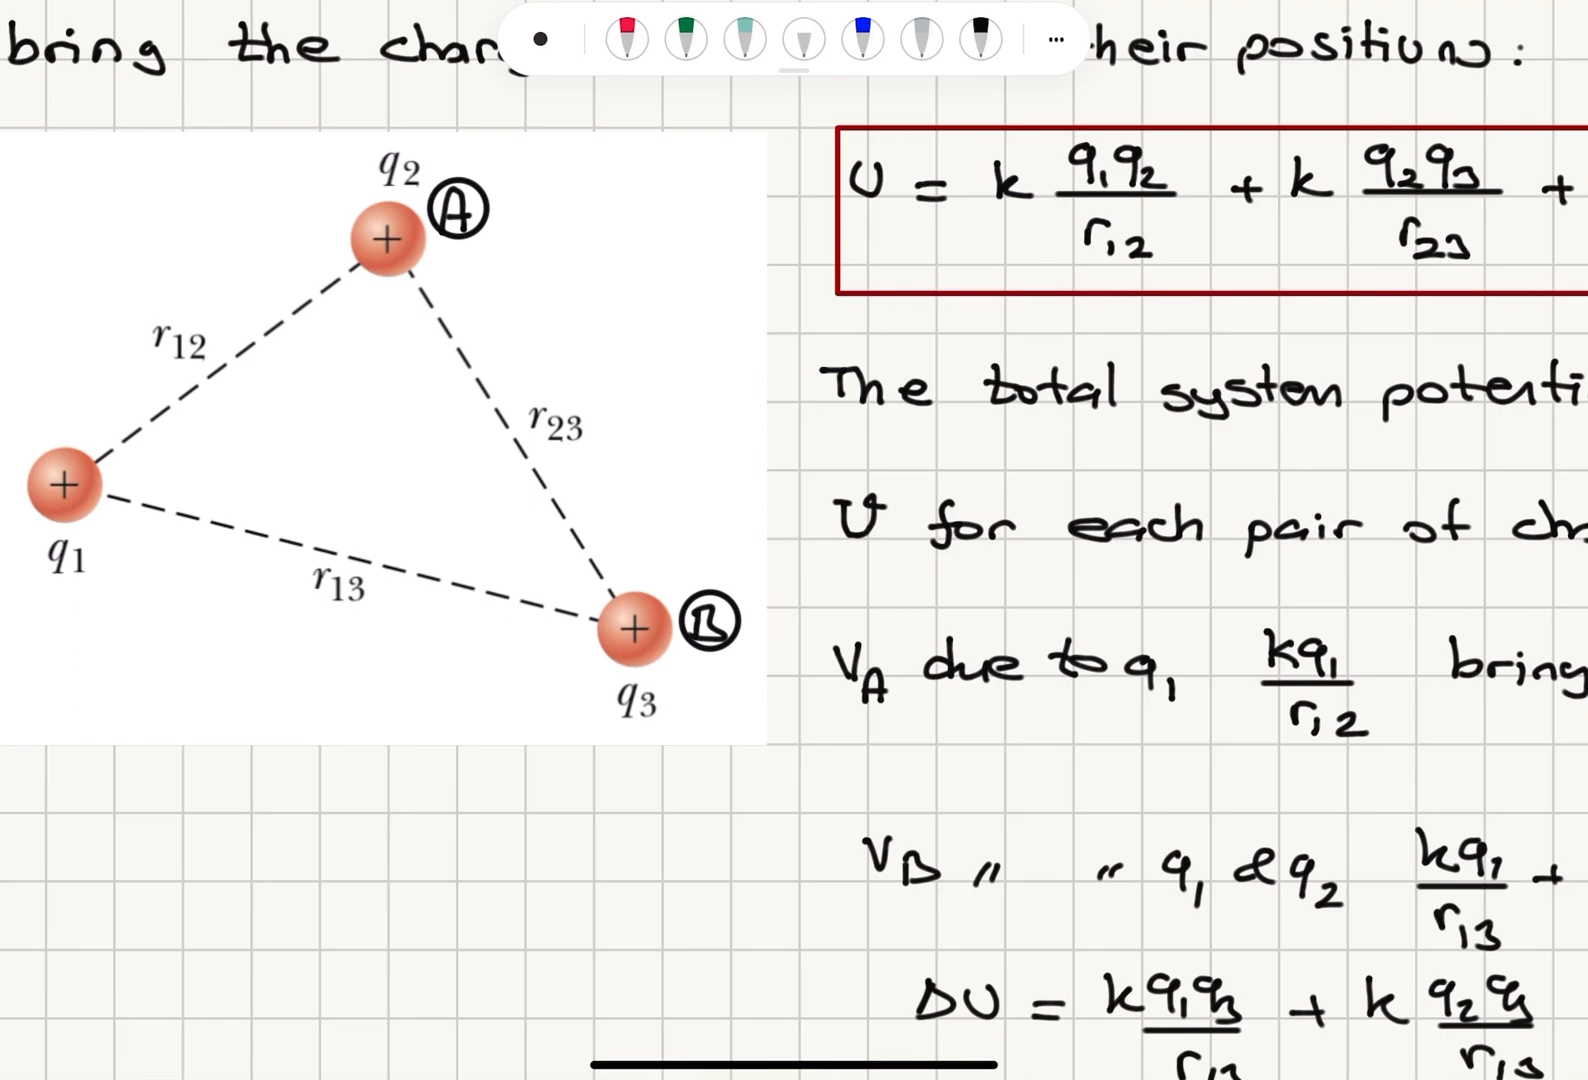 bring the char heir positions:
q2 A
U = k q1q2/r12 + k q2q3/r23 +
r12
The total system potenti
r23
U for each pair of ch
q1
r13
VA due to q1 kq1/r12 bring
B
q3
VB " " q1 & q2 kq1/r13 +
ΔU = k q1q3/r13 + k q2q3/r13